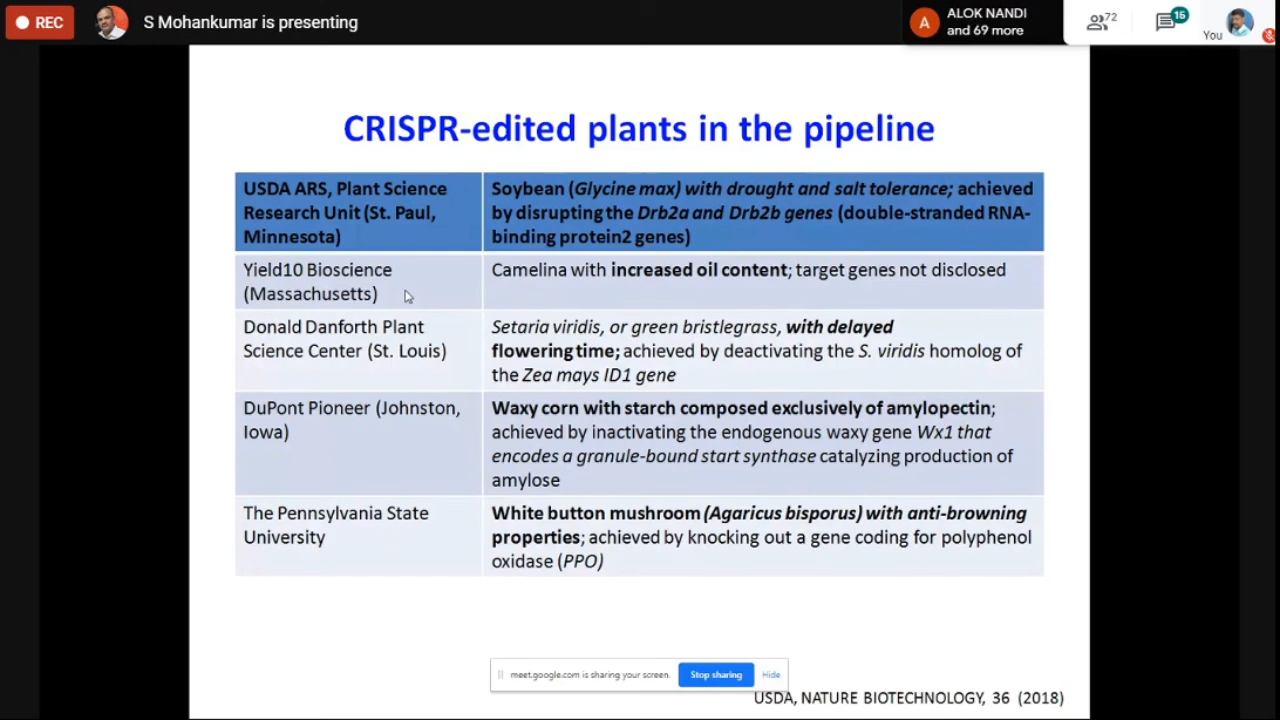 REC
S Mohankumar is presenting
A
ALOK NANDI
and 69 more
72
15
You
CRISPR-edited plants in the pipeline
USDA ARS, Plant Science
Research Unit (St. Paul,
Minnesota)
Soybean (Glycine max) with drought and salt tolerance; achieved
by disrupting the Drb2a and Drb2b genes (double-stranded RNA-
binding protein2 genes)
Yield10 Bioscience
(Massachusetts)
Camelina with increased oil content; target genes not disclosed
Donald Danforth Plant
Science Center (St. Louis)
Setaria viridis, or green bristlegrass, with delayed
flowering time; achieved by deactivating the S. viridis homolog of
the Zea mays ID1 gene
DuPont Pioneer (Johnston,
Iowa)
Waxy corn with starch composed exclusively of amylopectin;
achieved by inactivating the endogenous waxy gene Wx1 that
encodes a granule-bound start synthase catalyzing production of
amylose
The Pennsylvania State
University
White button mushroom (Agaricus bisporus) with anti-browning
properties; achieved by knocking out a gene coding for polyphenol
oxidase (PPO)
meet.google.com is sharing your screen.
Stop sharing
Hide
USDA, NATURE BIOTECHNOLOGY, 36 (2018)